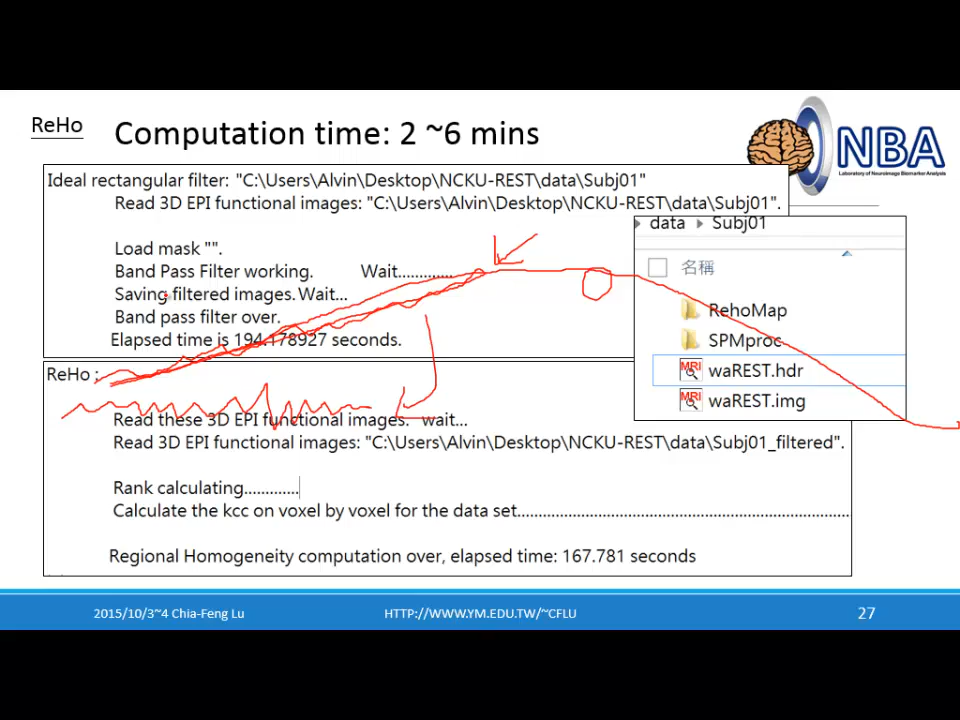 ReHo
Computation time: 2 ~6 mins
NBA
Laboratory of Neuroimage Biomarker Analysis
Ideal rectangular filter: "C:\Users\Alvin\Desktop\NCKU-REST\data\Subj01"
Read 3D EPI functional images: "C:\Users\Alvin\Desktop\NCKU-REST\data\Subj01".
Load mask "".
Band Pass Filter working. Wait.............
Saving filtered images. Wait...
Band pass filter over.
Elapsed time is 194.178927 seconds.
data Subj01
名稱
RehoMap
SPMproc
waREST.hdr
waREST.img
ReHo :
Read these 3D EPI functional images. wait...
Read 3D EPI functional images: "C:\Users\Alvin\Desktop\NCKU-REST\data\Subj01_filtered".
Rank calculating.............
Calculate the kcc on voxel by voxel for the data set................................................................................
Regional Homogeneity computation over, elapsed time: 167.781 seconds
2015/10/3~4 Chia-Feng Lu HTTP://WWW.YM.EDU.TW/~CFLU 27